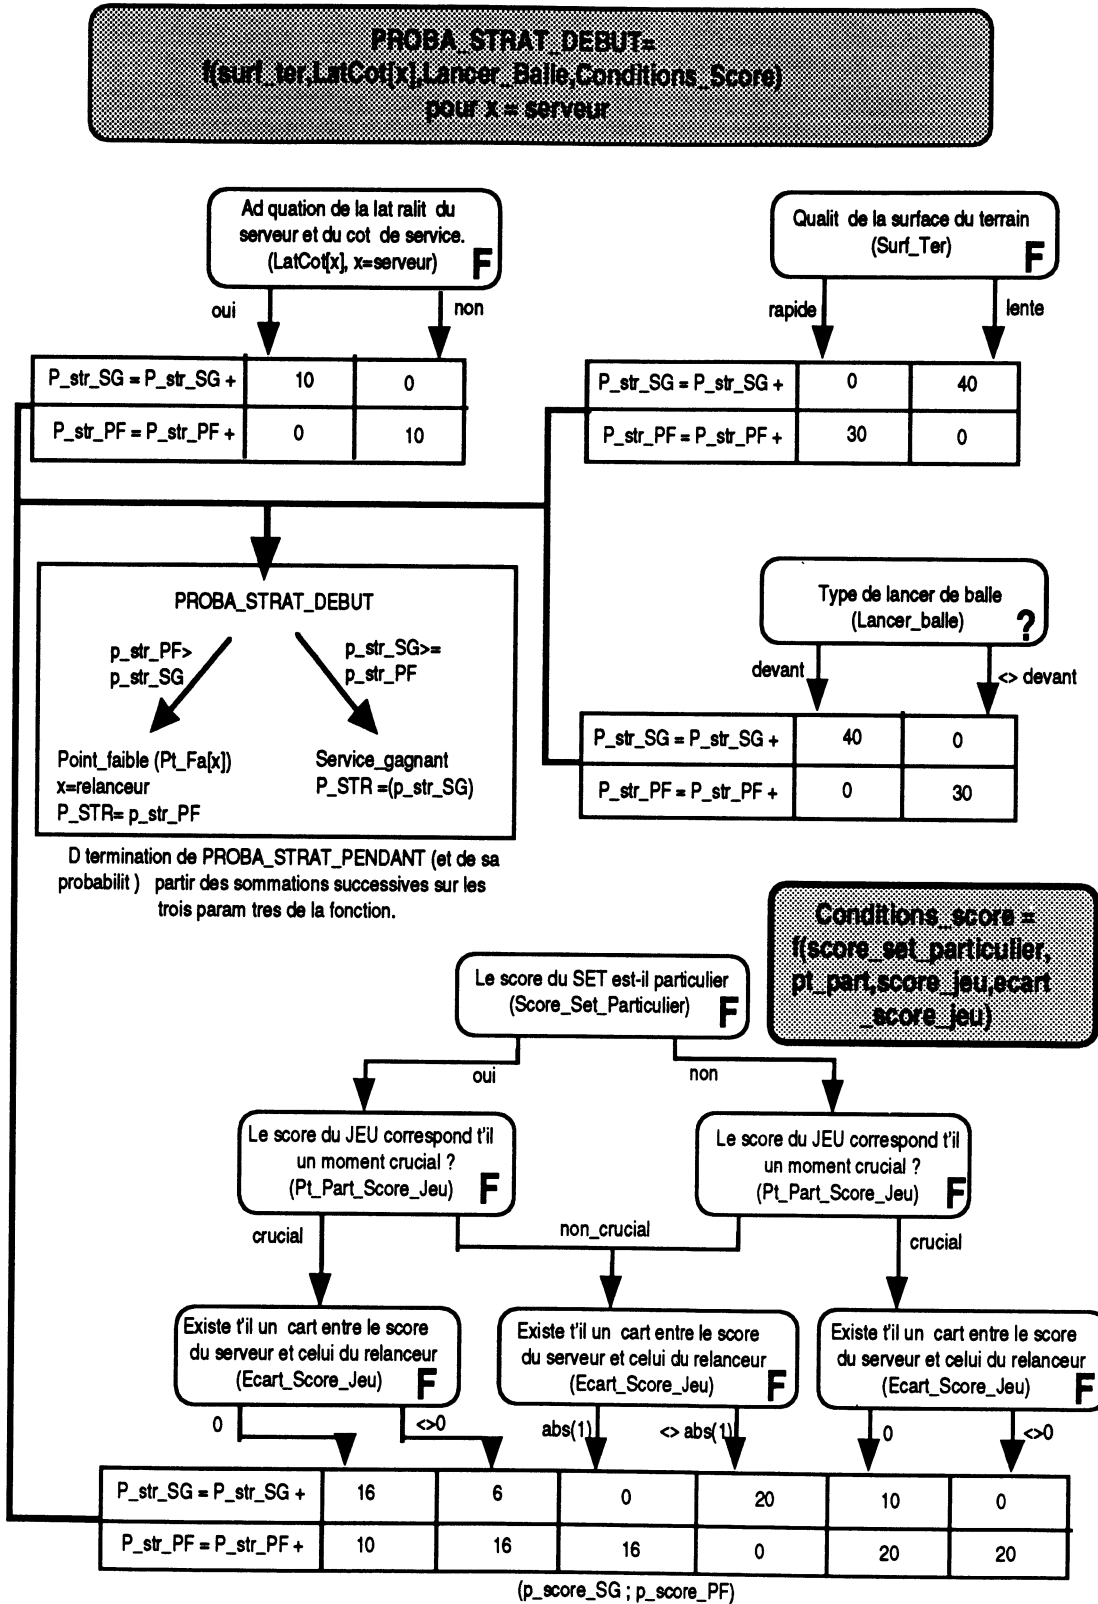 PROBA_STRAT_DEBUT=
f(surf_ter,LatCot[x],Lancer_Balle,Conditions_Score)
pour x = serveur
Ad quation de la lat ralit du
serveur et du cot de service.
(LatCot[x], x=serveur)
F
oui
non
P_str_SG = P_str_SG + 10 0
P_str_PF = P_str_PF + 0 10
Qualit de la surface du terrain
(Surf_Ter)
F
rapide
lente
P_str_SG = P_str_SG + 0 40
P_str_PF = P_str_PF + 30 0
PROBA_STRAT_DEBUT
p_str_PF>
p_str_SG
p_str_SG>=
p_str_PF
Point_faible (Pt_Fa[x])
x=relanceur
P_STR= p_str_PF
Service_gagnant
P_STR =(p_str_SG)
D termination de PROBA_STRAT_PENDANT (et de sa
probabilit ) partir des sommations successives sur les
trois param tres de la fonction.
Type de lancer de balle
(Lancer_balle)
?
devant
<> devant
P_str_SG = P_str_SG + 40 0
P_str_PF = P_str_PF + 0 30
Conditions_score =
f(score_set_particulier,
pt_part,score_jeu,ecart
_score_jeu)
Le score du SET est-il particulier
(Score_Set_Particulier)
F
oui
non
Le score du JEU correspond t'il
un moment crucial ?
(Pt_Part_Score_Jeu)
F
Le score du JEU correspond t'il
un moment crucial ?
(Pt_Part_Score_Jeu)
F
crucial
non_crucial
crucial
Existe t'il un cart entre le score
du serveur et celui du relanceur
(Ecart_Score_Jeu)
F
Existe t'il un cart entre le score
du serveur et celui du relanceur
(Ecart_Score_Jeu)
F
Existe t'il un cart entre le score
du serveur et celui du relanceur
(Ecart_Score_Jeu)
F
0
<>0
abs(1)
<> abs(1)
0
<>0
P_str_SG = P_str_SG + 16 6 0 20 10 0
P_str_PF = P_str_PF + 10 16 16 0 20 20
(p_score_SG ; p_score_PF)